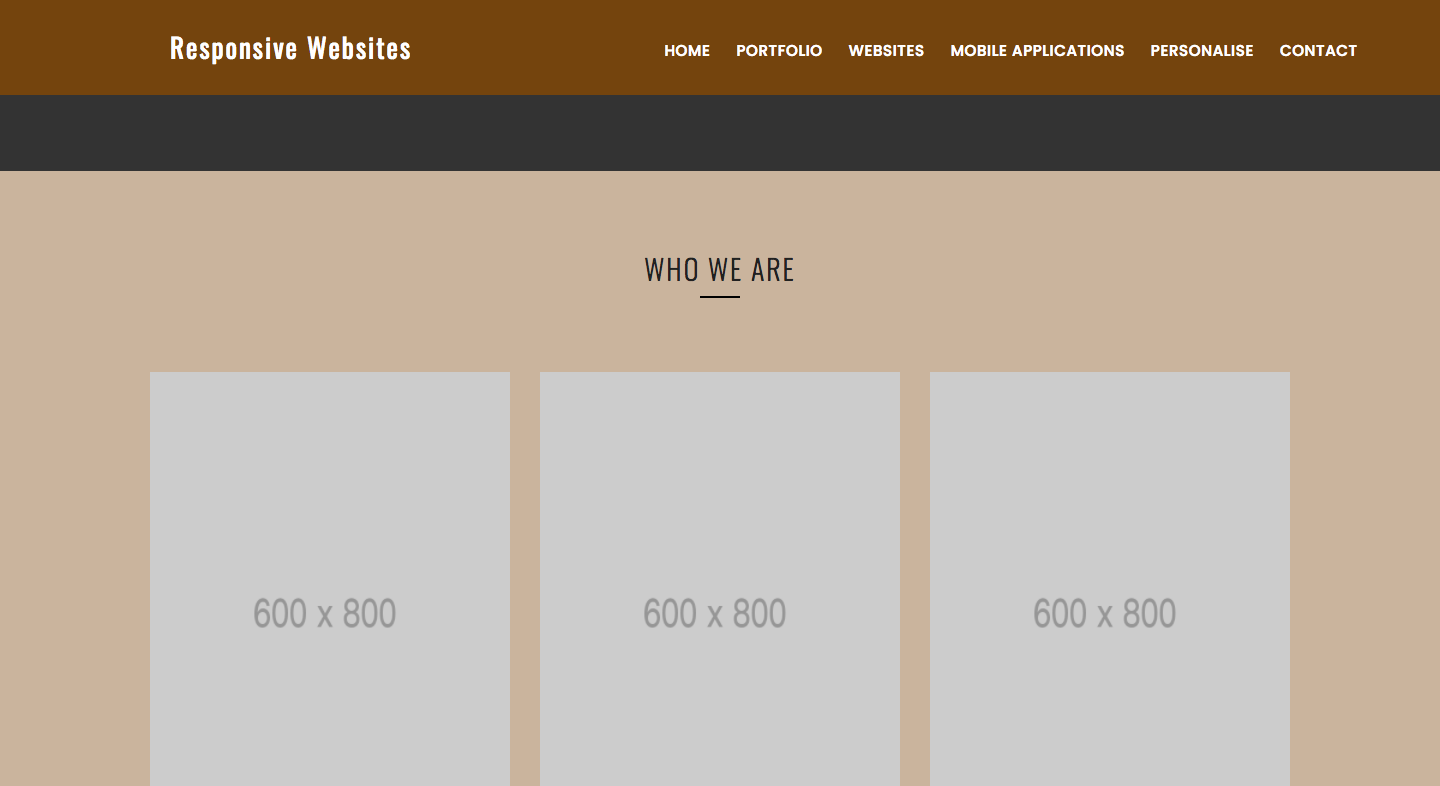 Responsive Websites
HOME PORTFOLIO WEBSITES MOBILE APPLICATIONS PERSONALISE CONTACT
WHO WE ARE
600 x 800
600 x 800
600 x 800